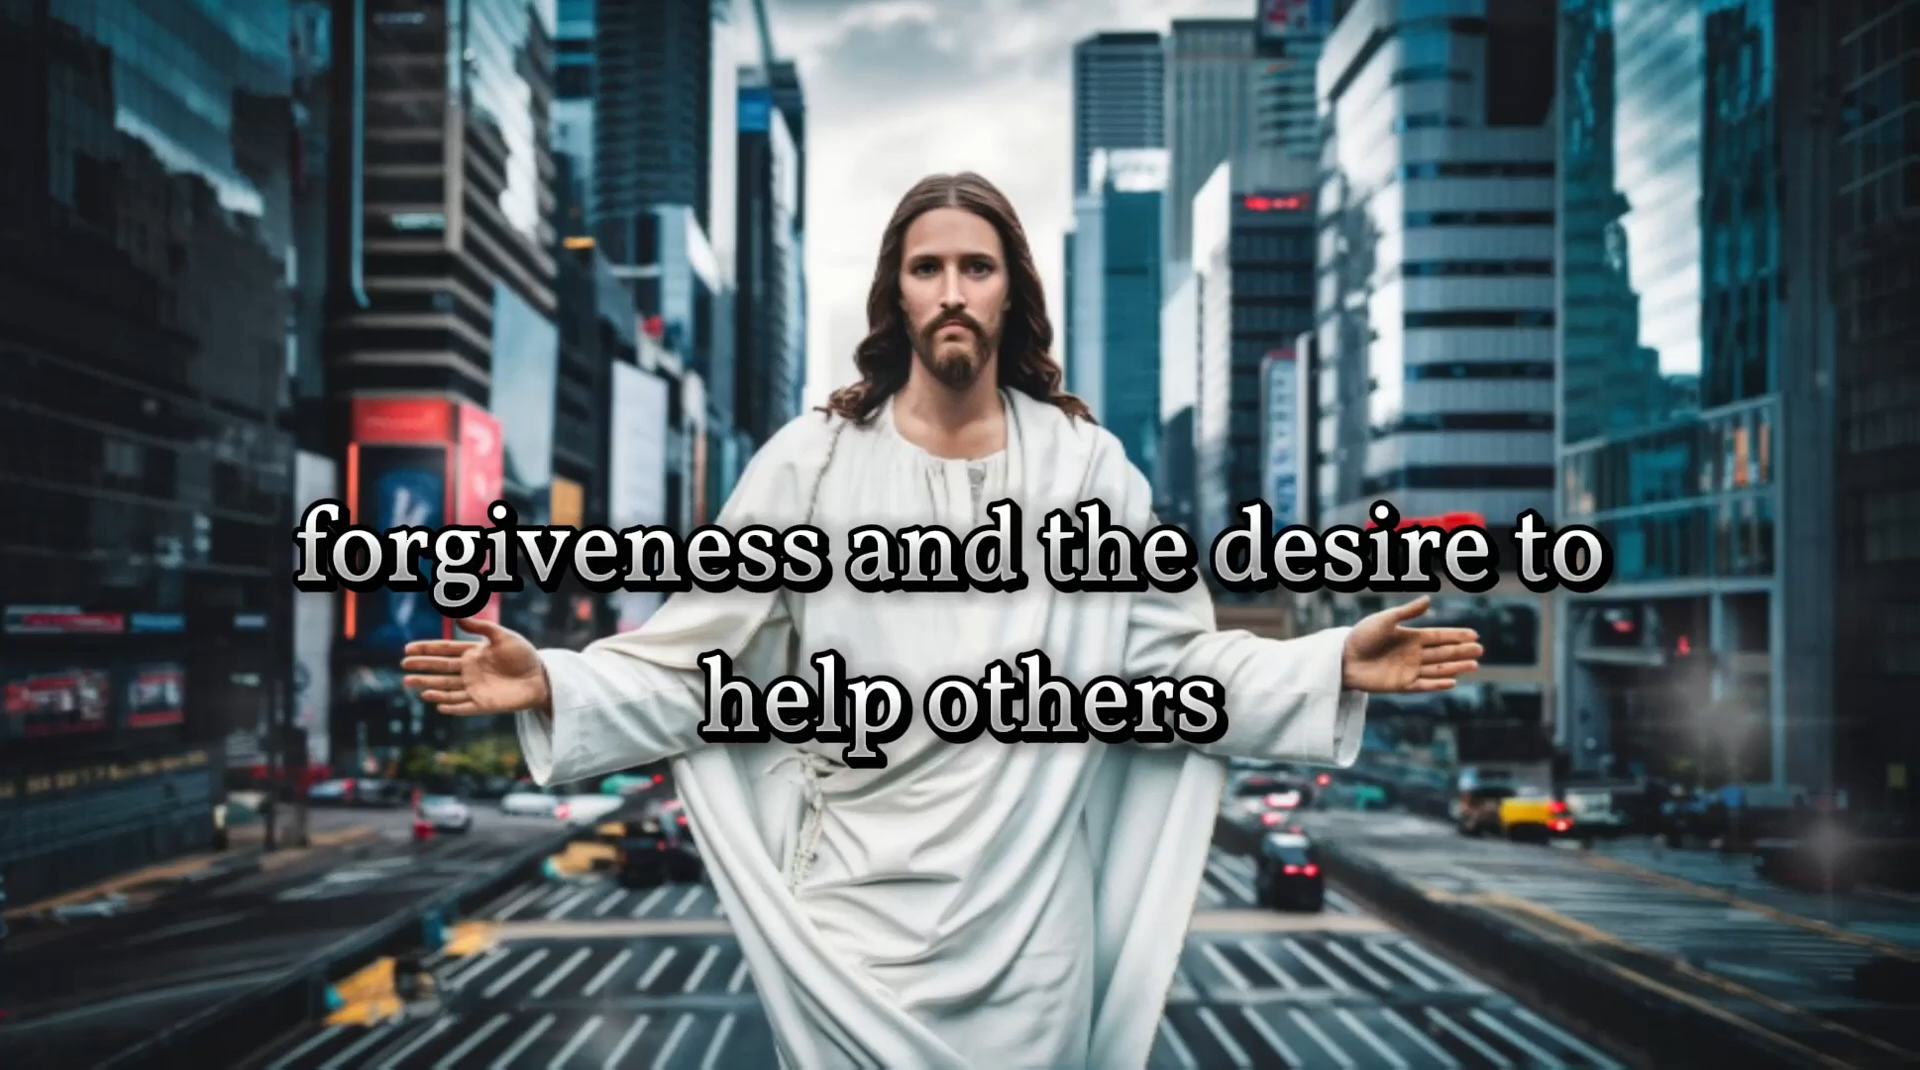 forgiveness and the desire to
help others